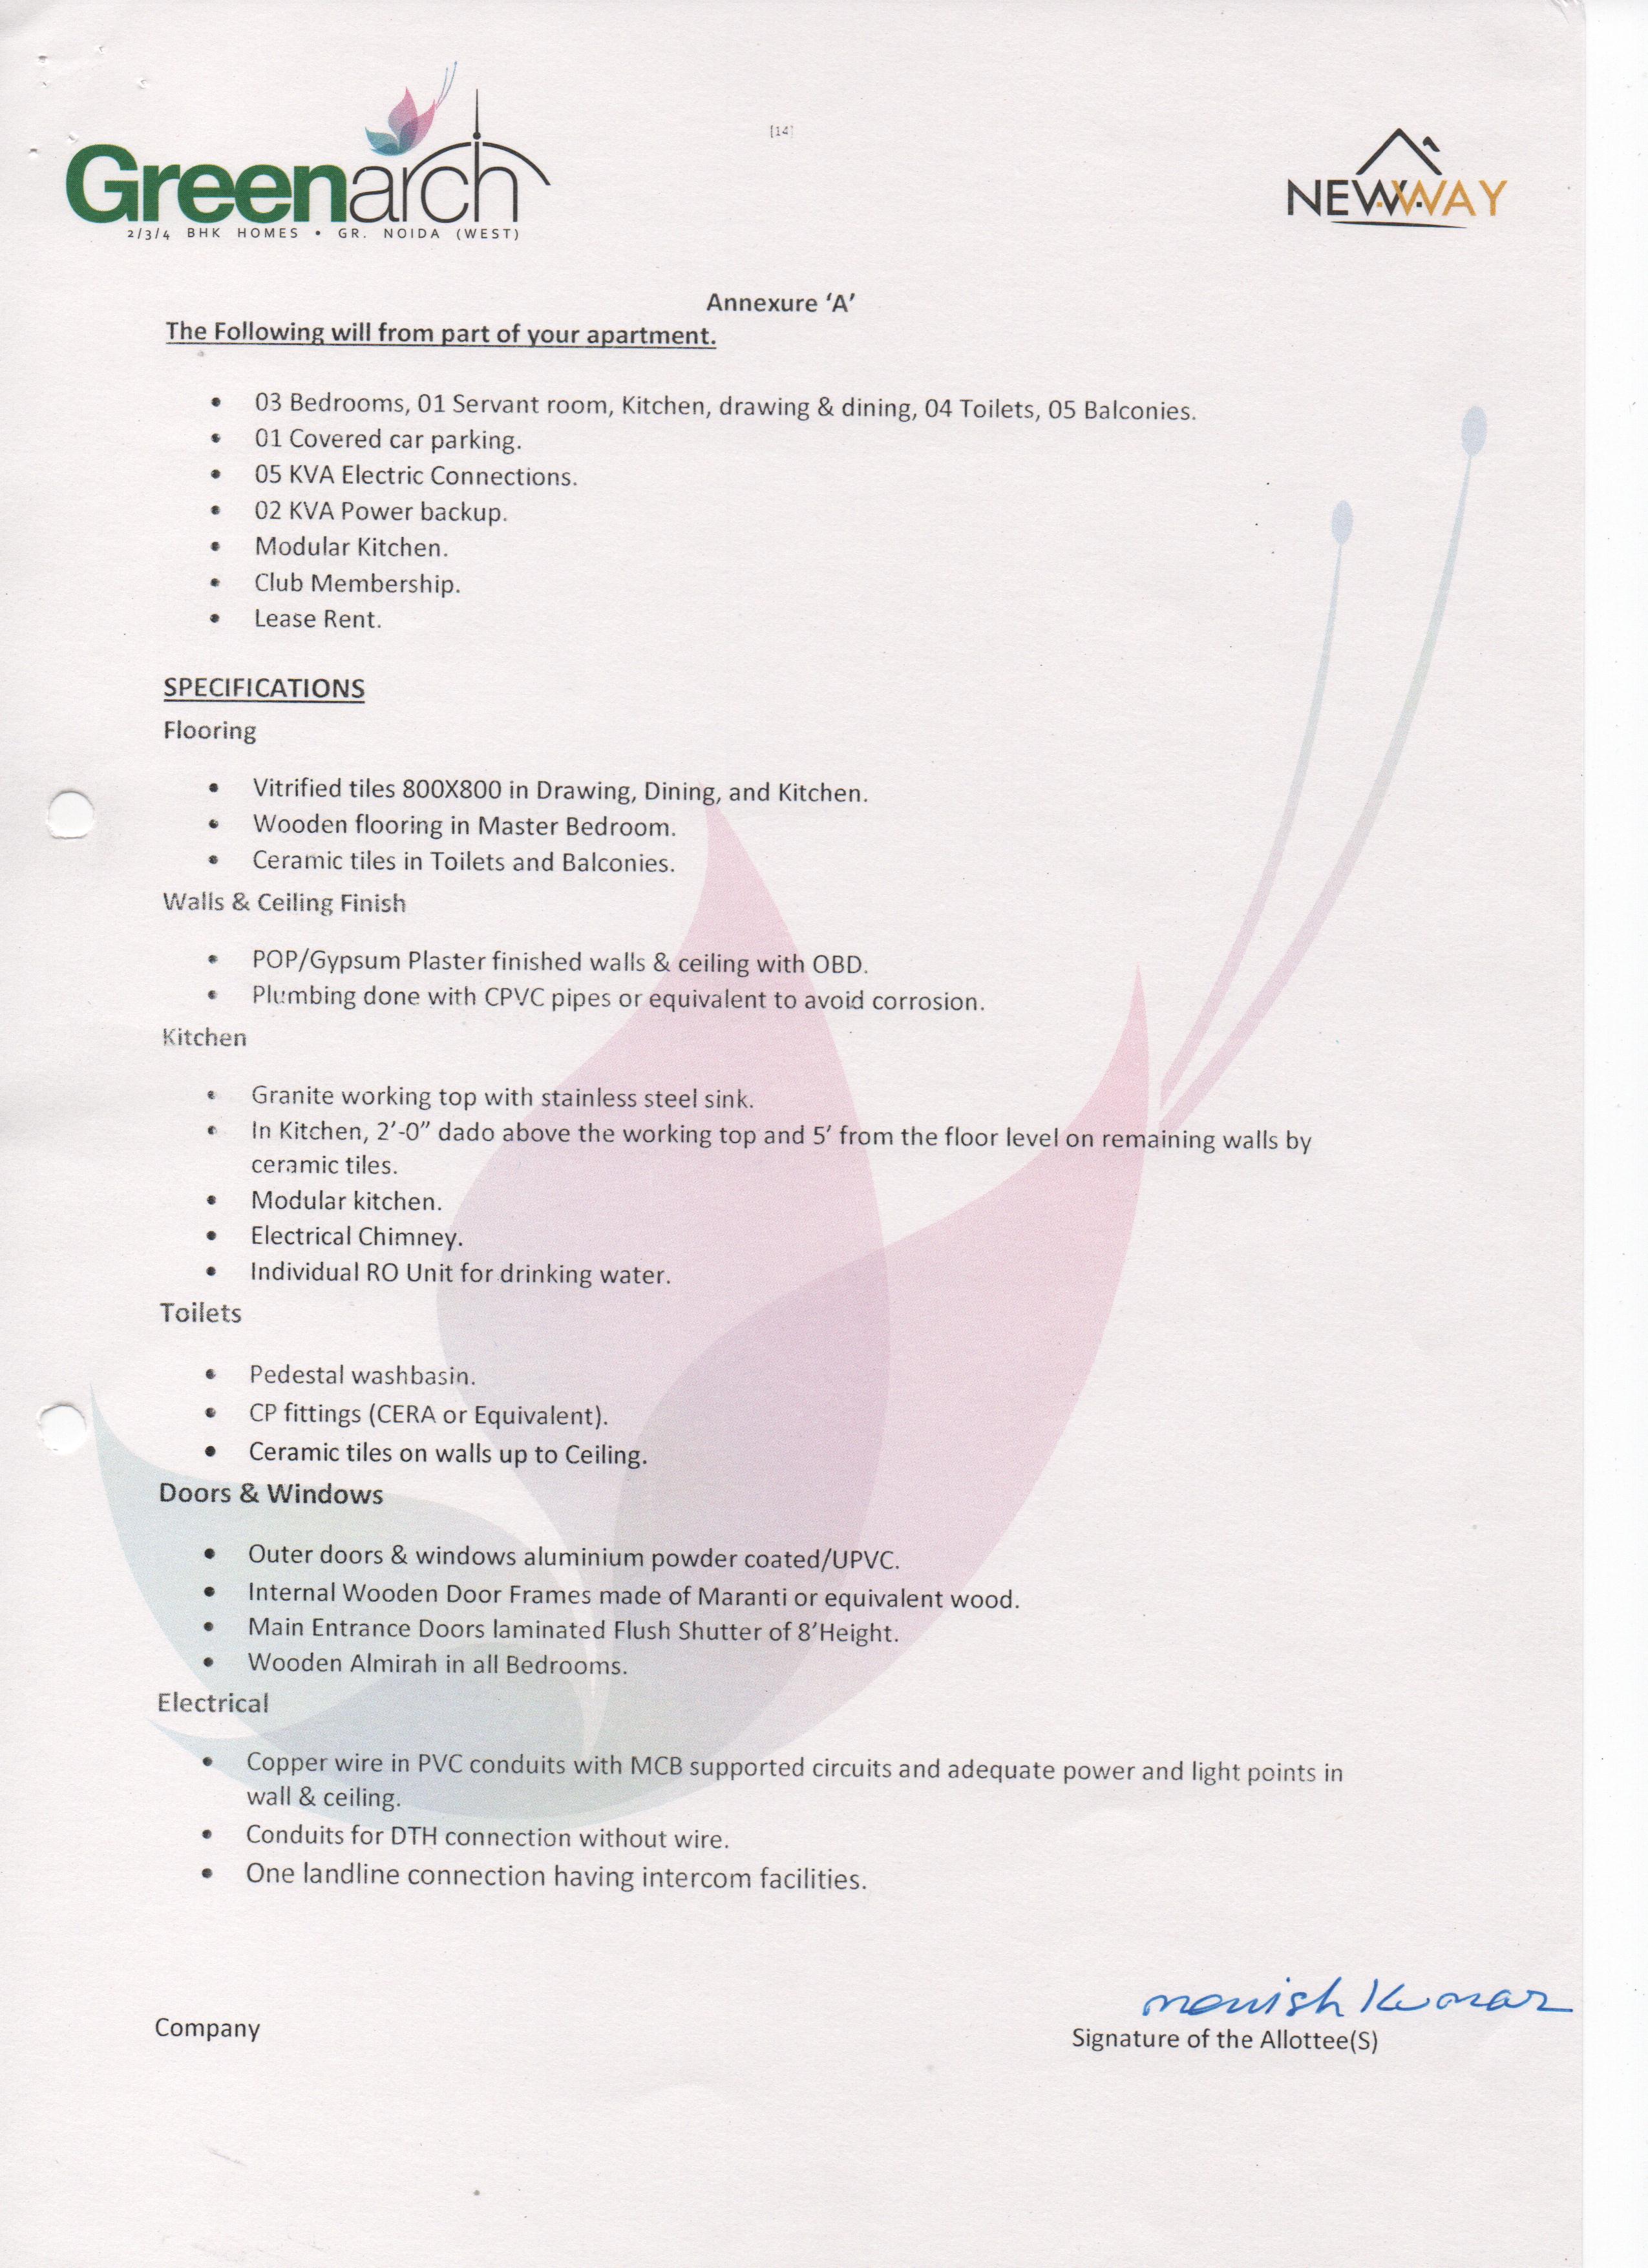 [14]
Greenarch
2/3/4 BHK HOMES • GR. NOIDA (WEST)
NEWWAY
Annexure ‘A’
The Following will from part of your apartment.
• 03 Bedrooms, 01 Servant room, Kitchen, drawing & dining, 04 Toilets, 05 Balconies.
• 01 Covered car parking.
• 05 KVA Electric Connections.
• 02 KVA Power backup.
• Modular Kitchen.
• Club Membership.
• Lease Rent.
SPECIFICATIONS
Flooring
• Vitrified tiles 800X800 in Drawing, Dining, and Kitchen.
• Wooden flooring in Master Bedroom.
• Ceramic tiles in Toilets and Balconies.
Walls & Ceiling Finish
• POP/Gypsum Plaster finished walls & ceiling with OBD.
• Plumbing done with CPVC pipes or equivalent to avoid corrosion.
Kitchen
• Granite working top with stainless steel sink.
• In Kitchen, 2’-0” dado above the working top and 5’ from the floor level on remaining walls by
ceramic tiles.
• Modular kitchen.
• Electrical Chimney.
• Individual RO Unit for drinking water.
Toilets
• Pedestal washbasin.
• CP fittings (CERA or Equivalent).
• Ceramic tiles on walls up to Ceiling.
Doors & Windows
• Outer doors & windows aluminium powder coated/UPVC.
• Internal Wooden Door Frames made of Maranti or equivalent wood.
• Main Entrance Doors laminated Flush Shutter of 8’Height.
• Wooden Almirah in all Bedrooms.
Electrical
• Copper wire in PVC conduits with MCB supported circuits and adequate power and light points in
wall & ceiling.
• Conduits for DTH connection without wire.
• One landline connection having intercom facilities.
manish Kumar
Company
Signature of the Allottee(S)